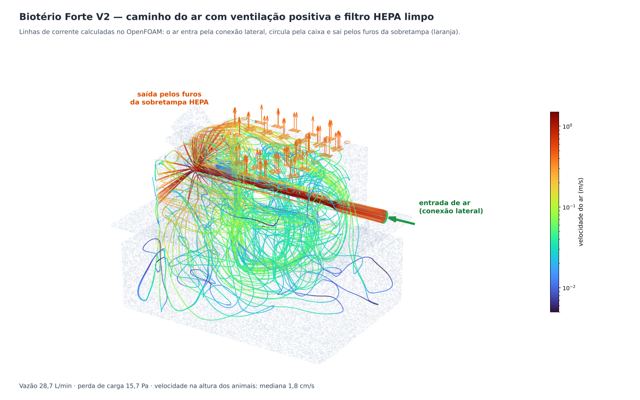 Biotério Forte V2 — caminho do ar com ventilação positiva e filtro HEPA limpo
Linhas de corrente calculadas no OpenFOAM: o ar entra pela conexão lateral, circula pela caixa e sai pelos furos da sobretampa (laranja).
saída pelos furos
da sobretampa HEPA
entrada de ar
(conexão lateral)
10⁰
10⁻¹
10⁻²
velocidade do ar (m/s)
Vazão 28,7 L/min · perda de carga 15,7 Pa · velocidade na altura dos animais: mediana 1,8 cm/s